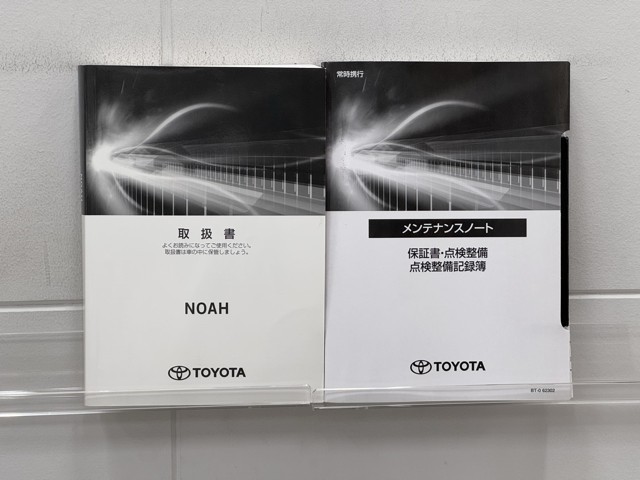 取扱書
よくお読みになってご使用ください。
取扱書は車の中に保管しましょう。
NOAH
TOYOTA
常時携行
メンテナンスノート
保証書・点検整備
点検整備記録簿
TOYOTA
BT-0 62302